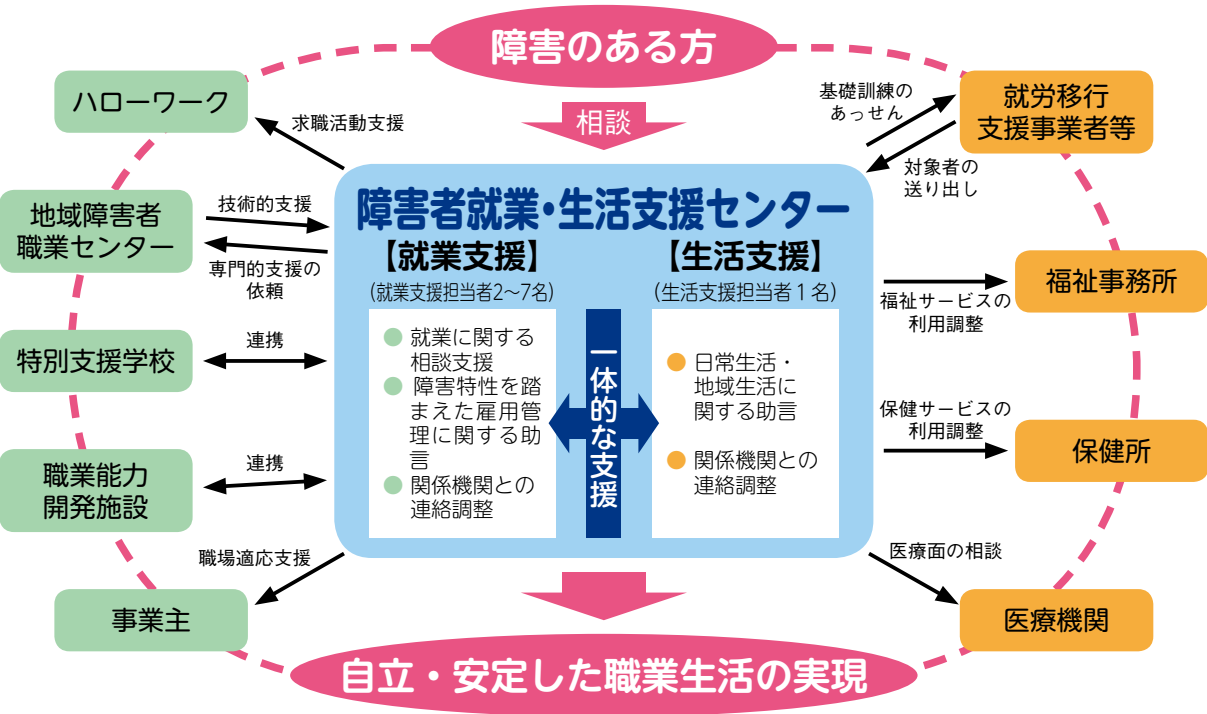 障害のある方
相談
ハローワーク
求職活動支援
地域障害者
職業センター
技術的支援
専門的支援の
依頼
特別支援学校
連携
職業能力
開発施設
連携
職場適応支援
事業主
障害者就業・生活支援センター
【就業支援】
(就業支援担当者2〜7名)
● 就業に関する
相談支援
● 障害特性を踏
まえた雇用管
理に関する助
言
● 関係機関との
連絡調整
一体的な支援
【生活支援】
(生活支援担当者1名)
● 日常生活・
地域生活に
関する助言
● 関係機関との
連絡調整
基礎訓練の
あっせん
対象者の
送り出し
就労移行
支援事業者等
福祉サービスの
利用調整
福祉事務所
保健サービスの
利用調整
保健所
医療面の相談
医療機関
自立・安定した職業生活の実現